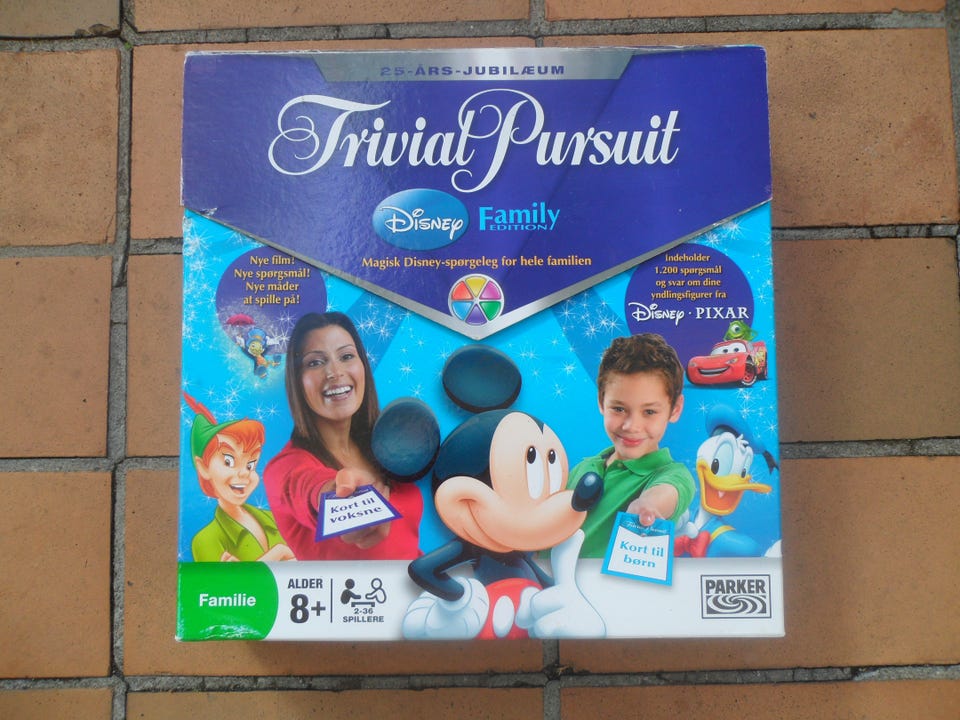 25-ÅRS-JUBILÆUM
Trivial Pursuit
Disney Family
EDITION
Magisk Disney-spørgeleg for hele familien
Nye film!
Nye spørgsmål!
Nye måder
at spille på!
Indeholder
1.200 spørgsmål
og svar om dine
yndlingsfigurer fra
Disney · PIXAR
Kort til
voksne
Trivial Pursuit
Kort til
børn
Familie
ALDER
8+
2-36
SPILLERE
PARKER